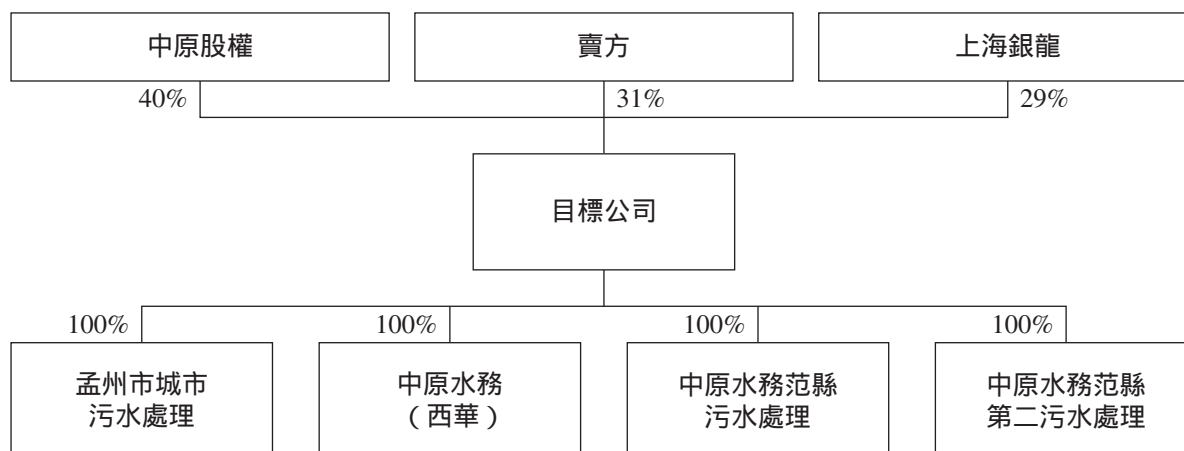 中原股權
賣方
上海銀龍
40%
31%
29%
目標公司
100%
100%
100%
100%
孟州市城市
污水處理
中原水務
（西華）
中原水務范縣
污水處理
中原水務范縣
第二污水處理